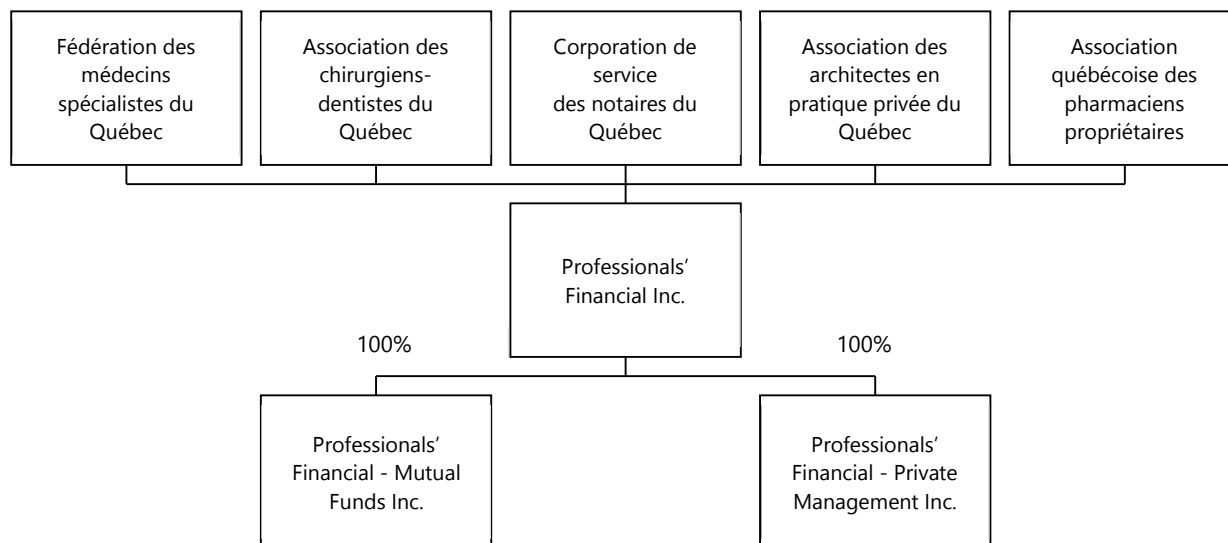 Fédération des
médecins
spécialistes du
Québec
Association des
chirurgiens-
dentistes du
Québec
Corporation de
service
des notaires du
Québec
Association des
architectes en
pratique privée du
Québec
Association
québécoise des
pharmaciens
propriétaires
Professionals’
Financial Inc.
100%
100%
Professionals’
Financial - Mutual
Funds Inc.
Professionals’
Financial - Private
Management Inc.